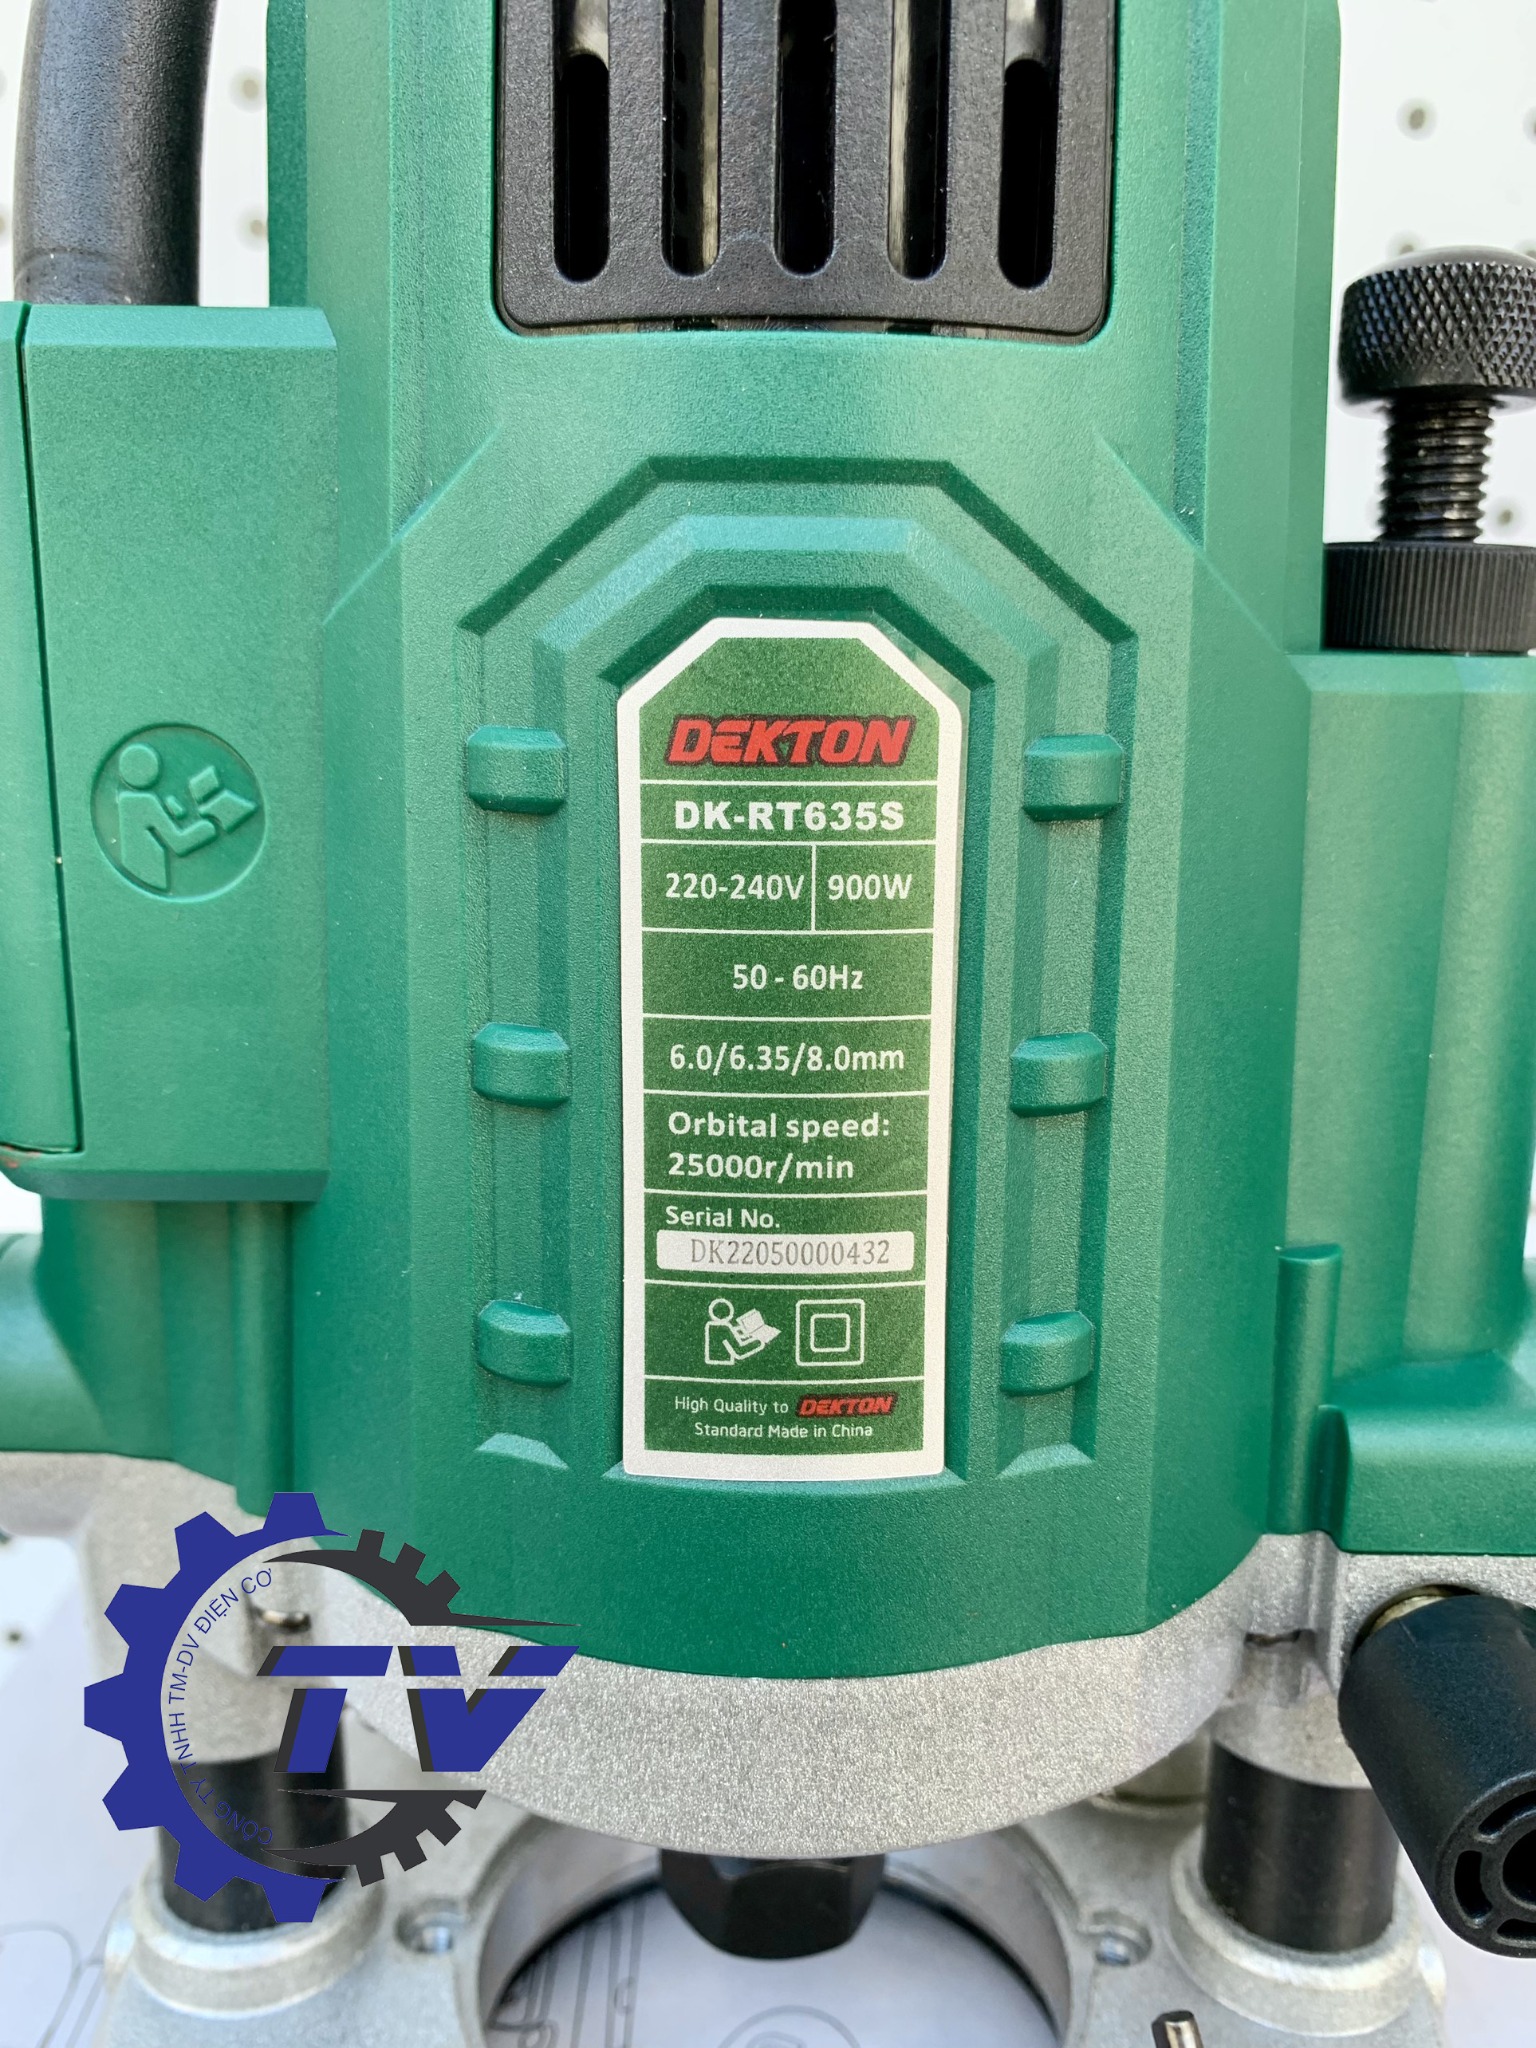 DEKTON
DK-RT635S
220-240V 900W
50 - 60Hz
6.0/6.35/8.0mm
Orbital speed:
25000r/min
Serial No.
DK22050000432
High Quality to DEKTON
Standard Made in China
CÔNG TY TNHH TM-DV ĐIỆN CƠ
TV